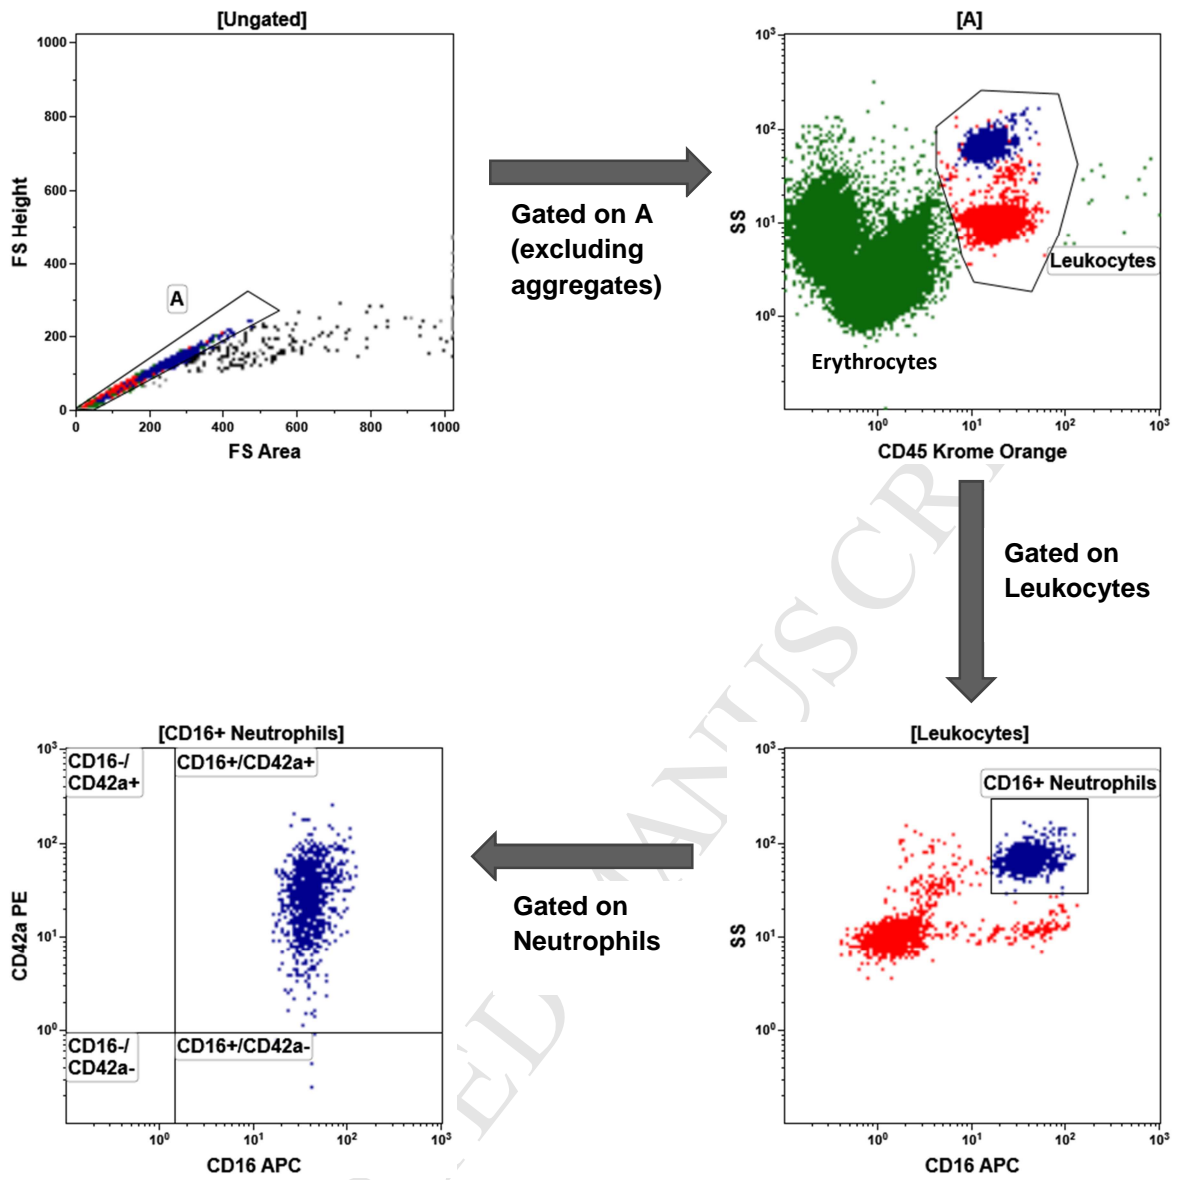 [Ungated]
1000
800
600
400
200
0
FS Height
A
0 200 400 600 800 1000
FS Area
Gated on A
(excluding
aggregates)
[A]
10³
10²
10¹
10⁰
SS
Leukocytes
Erythrocytes
10⁰ 10¹ 10² 10³
CD45 Krome Orange
Gated on
Leukocytes
[Leukocytes]
10³
10²
10¹
10⁰
SS
CD16+ Neutrophils
10⁰ 10¹ 10² 10³
CD16 APC
Gated on
Neutrophils
[CD16+ Neutrophils]
10³
10²
10¹
10⁰
CD42a PE
CD16-/
CD42a+
CD16+/CD42a+
CD16-/
CD42a-
CD16+/CD42a-
10⁰ 10¹ 10² 10³
CD16 APC